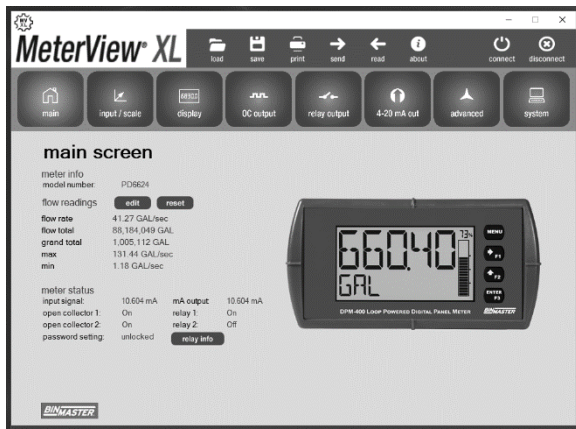 MV
XL
MeterView® XL
load save print send read about connect disconnect
main input / scale display OC output relay output 4-20 mA out advanced system
main screen
meter info
model number: PD6624
flow readings edit reset
flow rate 41.27 GAL/sec
flow total 88,184,049 GAL
grand total 1,005,112 GAL
max 131.44 GAL/sec
min 1.18 GAL/sec
meter status
input signal: 10.604 mA mA output 10.604 mA
open collector 1: On relay 1: On
open collector 2: On relay 2: Off
password setting: unlocked relay info
660.40
GAL
73%
MENU
F1
F2
ENTER
F3
DPM-400 LOOP POWERED DIGITAL PANEL METER BINMASTER
BINMASTER